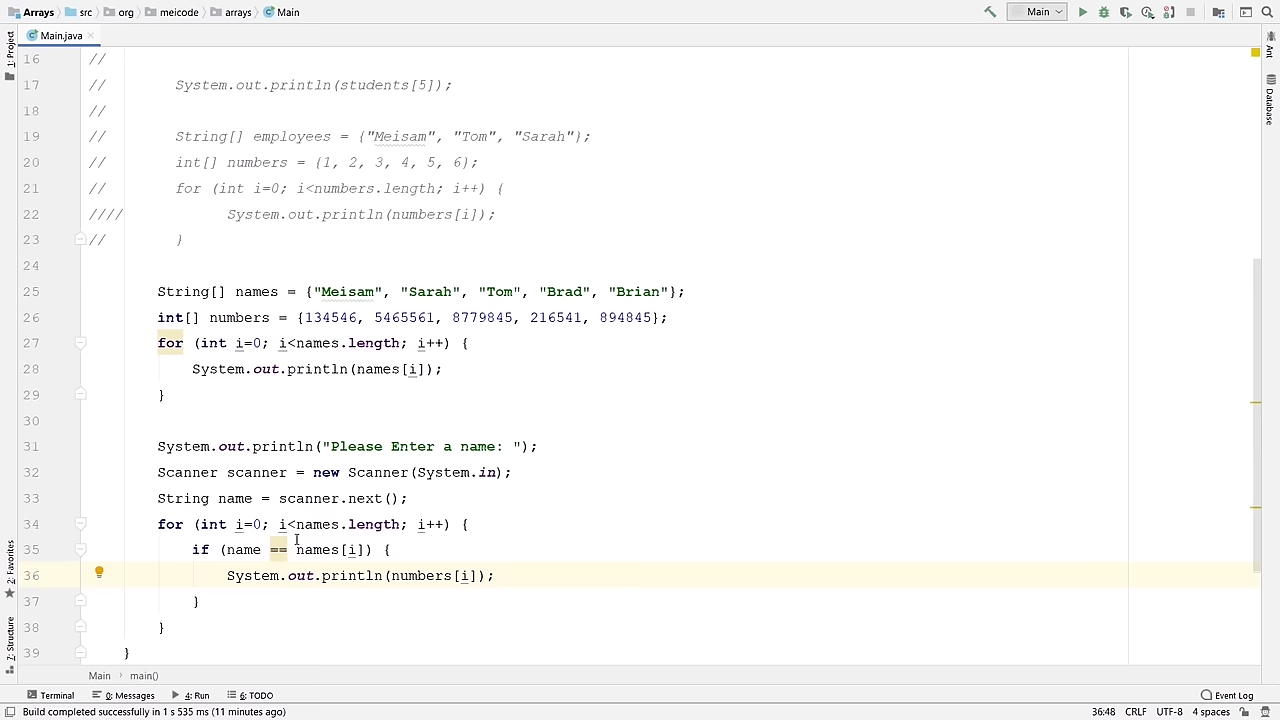 Arrays src org meicode arrays Main
Main
Main.java
1: Project
16 //
17 // System.out.println(students[5]);
18 //
19 // String[] employees = {"Meisam", "Tom", "Sarah"};
20 // int[] numbers = {1, 2, 3, 4, 5, 6};
21 // for (int i=0; i<numbers.length; i++) {
22 //// System.out.println(numbers[i]);
23 // }
24
25 String[] names = {"Meisam", "Sarah", "Tom", "Brad", "Brian"};
26 int[] numbers = {134546, 5465561, 8779845, 216541, 894845};
27 for (int i=0; i<names.length; i++) {
28 System.out.println(names[i]);
29 }
30
31 System.out.println("Please Enter a name: ");
32 Scanner scanner = new Scanner(System.in);
33 String name = scanner.next();
34 for (int i=0; i<names.length; i++) {
35 if (name == names[i]) {
36 System.out.println(numbers[i]);
37 }
38 }
39 }
2: Favorites
7: Structure
Ant
Database
Main main()
Terminal 0: Messages 4: Run 6: TODO Event Log
Build completed successfully in 1 s 535 ms (11 minutes ago) 36:48 CRLF UTF-8 4 spaces